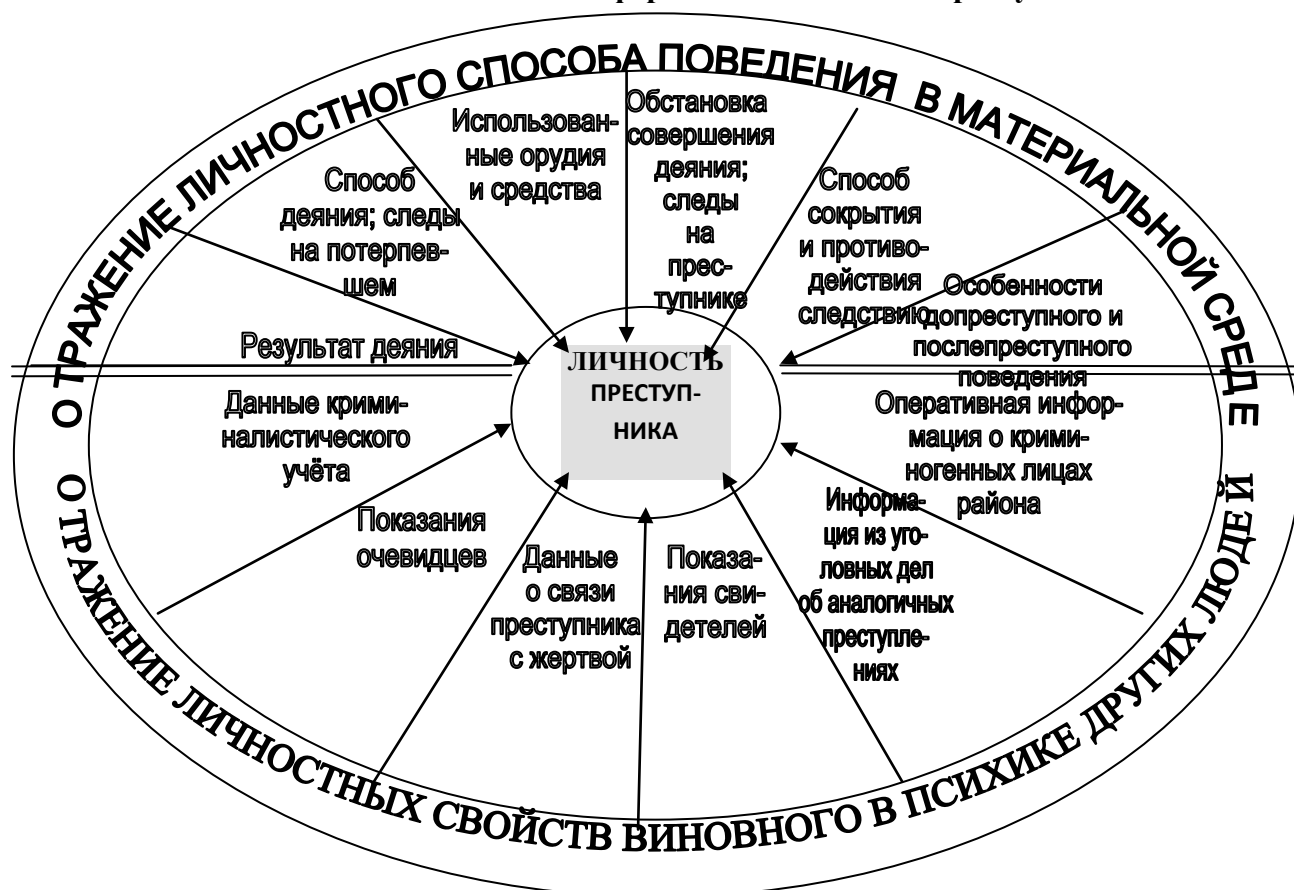 О ТРАЖЕНИЕ ЛИЧНОСТНОГО СПОСОБА ПОВЕДЕНИЯ В МАТЕРИАЛЬНОЙ СРЕДЕ
Результат деяния
Способ
деяния; следы
на потерпев-
шем
Использован-
ные орудия
и средства
Обстановка
совершения
деяния;
следы
на
прес-
тупнике
Способ
сокрытия
и противо-
действия
следствию
Особенности
допреступного и
послепреступного
поведения
ЛИЧНОСТЬ
ПРЕСТУП-
НИКА
Данные крими-
налистического
учёта
Показания
очевидцев
Данные
о связи
преступника
с жертвой
Показа-
ния сви-
детелей
Информа-
ция из уго-
ловных дел
об аналогичных
преступле-
ниях
Оперативная инфор-
мация о крими-
ногенных лицах
района
О ТРАЖЕНИЕ ЛИЧНОСТНЫХ СВОЙСТВ ВИНОВНОГО В ПСИХИКЕ ДРУГИХ ЛЮДЕЙ